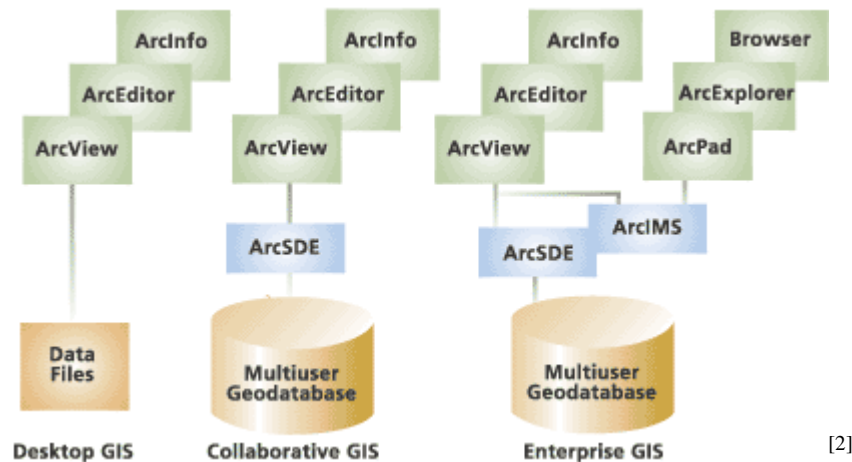 ArcInfo
ArcEditor
ArcView
Data
Files
Desktop GIS
ArcInfo
ArcEditor
ArcView
ArcSDE
Multiuser
Geodatabase
Collaborative GIS
ArcInfo
ArcEditor
ArcView
Browser
ArcExplorer
ArcPad
ArcIMS
ArcSDE
Multiuser
Geodatabase
Enterprise GIS
[2]